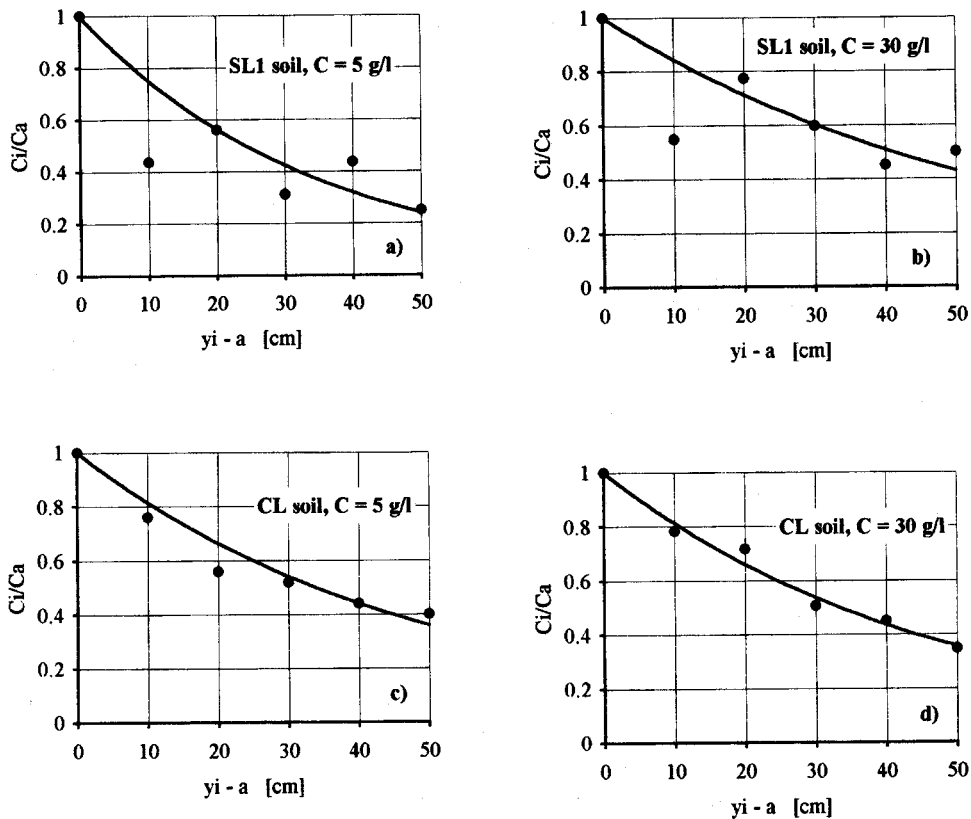 1
0.8
0.6
0.4
0.2
0
Ci/Ca
SL1 soil, C = 5 g/l
a)
0 10 20 30 40 50
yi - a [cm]
1
0.8
0.6
0.4
0.2
0
Ci/Ca
SL1 soil, C = 30 g/l
b)
0 10 20 30 40 50
yi - a [cm]
1
0.8
0.6
0.4
0.2
0
Ci/Ca
CL soil, C = 5 g/l
c)
0 10 20 30 40 50
yi - a [cm]
1
0.8
0.6
0.4
0.2
0
Ci/Ca
CL soil, C = 30 g/l
d)
0 10 20 30 40 50
yi - a [cm]